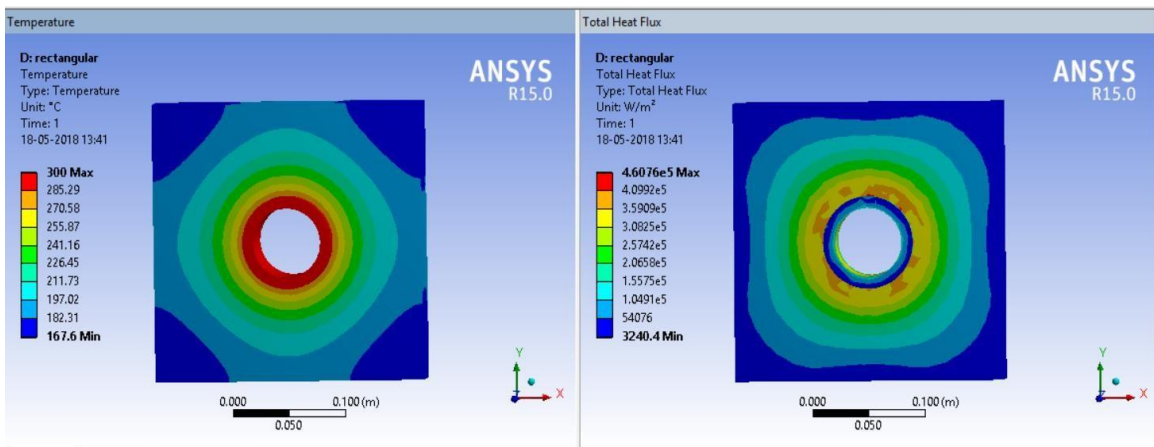 Temperature
D: rectangular
Temperature
Type: Temperature
Unit: °C
Time: 1
18-05-2018 13:41
300 Max
285.29
270.58
255.87
241.16
226.45
211.73
197.02
182.31
167.6 Min
ANSYS
R15.0
Y
X
0.000 0.100 (m)
0.050
Total Heat Flux
D: rectangular
Total Heat Flux
Type: Total Heat Flux
Unit: W/m²
Time: 1
18-05-2018 13:41
4.6076e5 Max
4.0992e5
3.5909e5
3.0825e5
2.5742e5
2.0658e5
1.5575e5
1.0491e5
54076
3240.4 Min
ANSYS
R15.0
Y
X
0.000 0.100 (m)
0.050